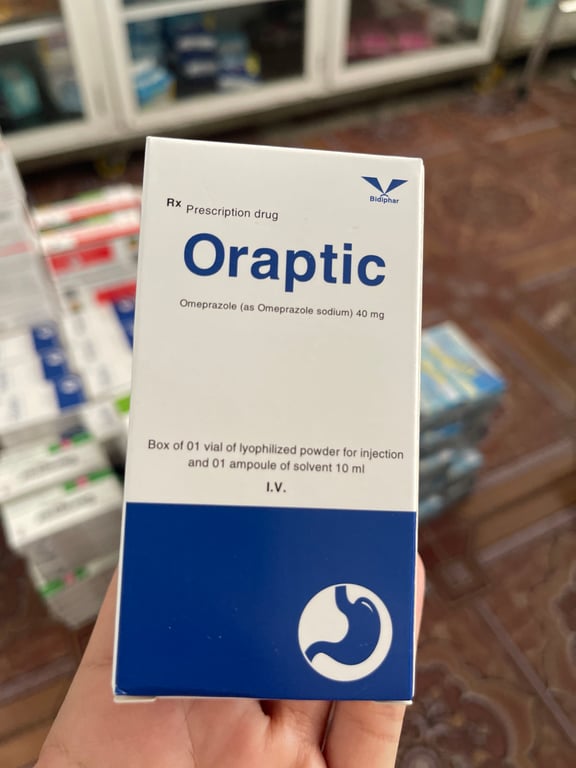 Bidiphar
Rx Prescription drug
Oraptic
Omeprazole (as Omeprazole sodium) 40 mg
Box of 01 vial of lyophilized powder for injection
and 01 ampoule of solvent 10 ml
I.V.